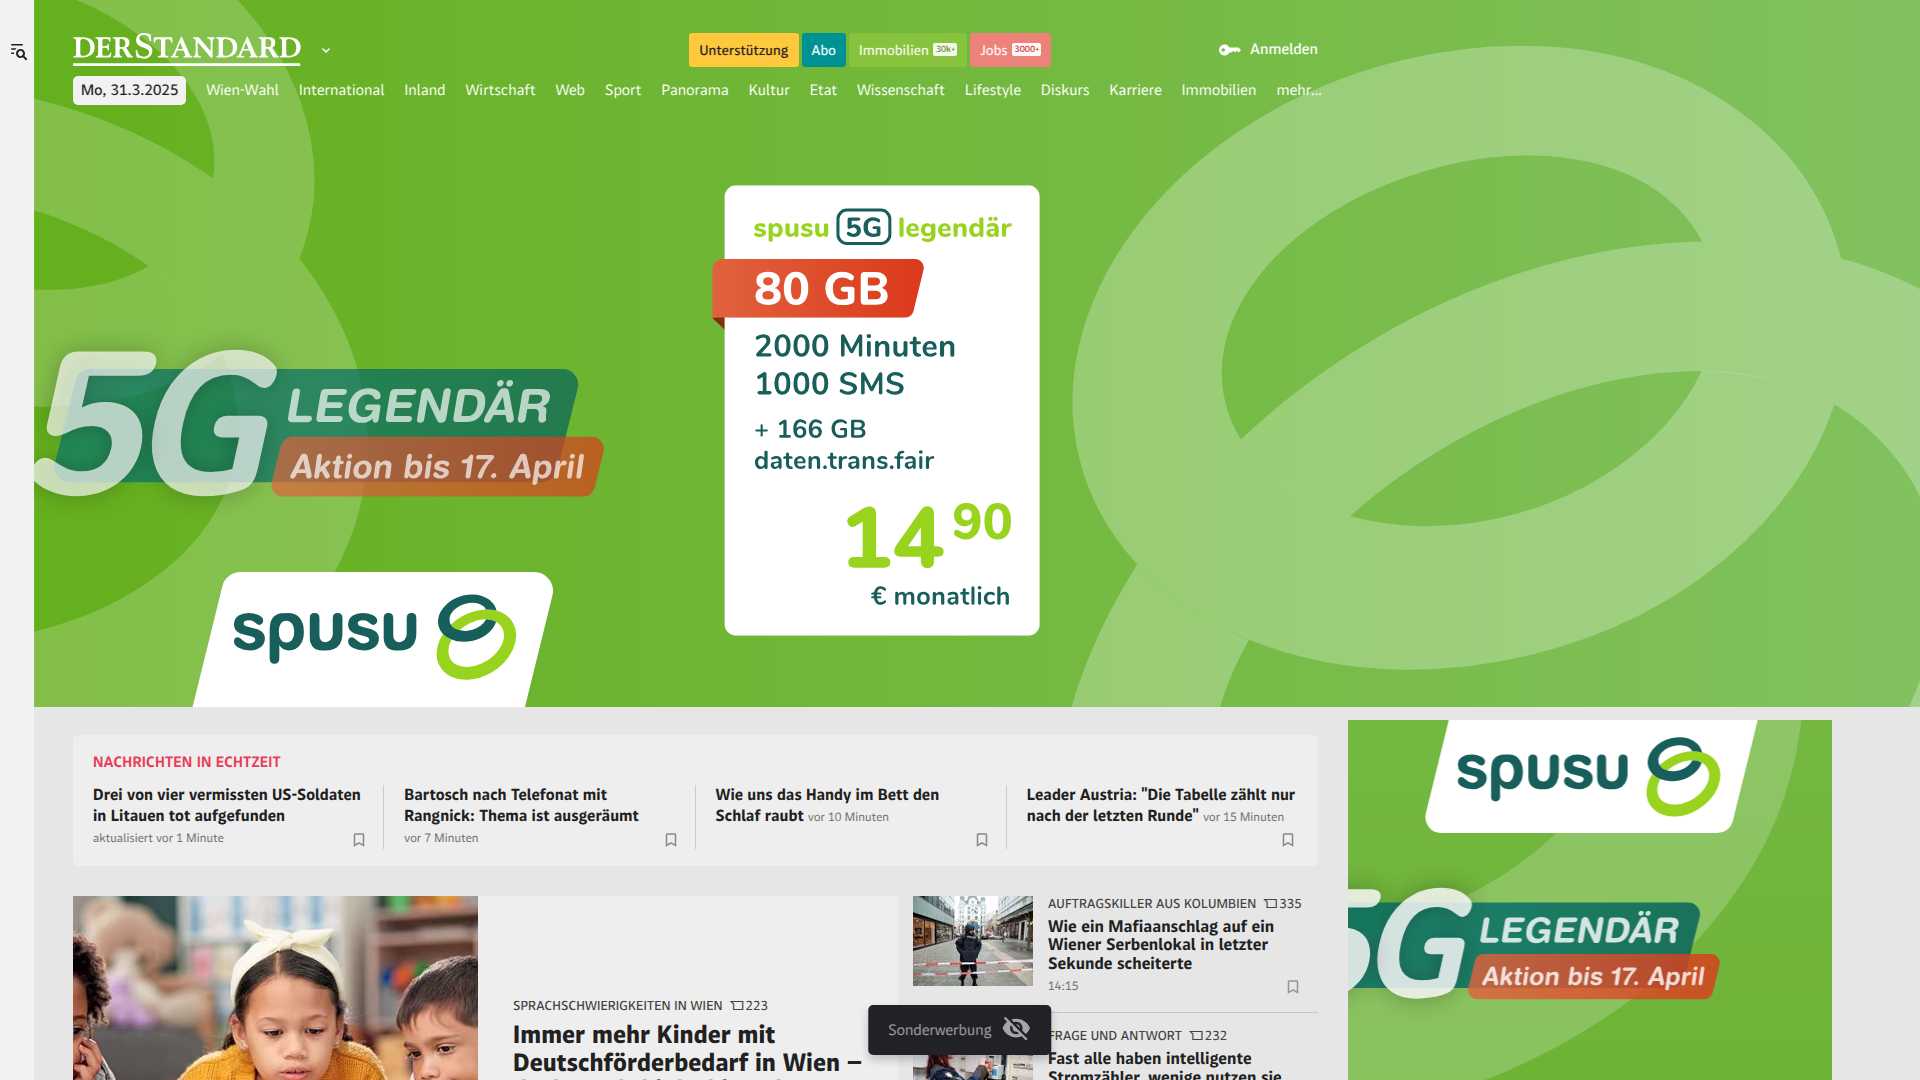 DERSTANDARD
Unterstützung
Abo
Immobilien 30k+
Jobs 3000+
Anmelden
Mo, 31.3.2025
Wien-Wahl
International
Inland
Wirtschaft
Web
Sport
Panorama
Kultur
Etat
Wissenschaft
Lifestyle
Diskurs
Karriere
Immobilien
mehr...
spusu 5G legendär
80 GB
2000 Minuten
1000 SMS
+ 166 GB
daten.trans.fair
14 90
€ monatlich
5G LEGENDÄR
Aktion bis 17. April
spusu
NACHRICHTEN IN ECHTZEIT
Drei von vier vermissten US-Soldaten
in Litauen tot aufgefunden
aktualisiert vor 1 Minute
Bartosch nach Telefonat mit
Rangnick: Thema ist ausgeräumt
vor 7 Minuten
Wie uns das Handy im Bett den
Schlaf raubt vor 10 Minuten
Leader Austria: "Die Tabelle zählt nur
nach der letzten Runde" vor 15 Minuten
spusu
5G LEGENDÄR
Aktion bis 17. April
SPRACHSCHWIERIGKEITEN IN WIEN 223
Immer mehr Kinder mit
Deutschförderbedarf in Wien –
AUFTRAGSKILLER AUS KOLUMBIEN 335
Wie ein Mafiaanschlag auf ein
Wiener Serbenlokal in letzter
Sekunde scheiterte
14:15
FRAGE UND ANTWORT 232
Fast alle haben intelligente
Stromzähler, wenige nutzen sie
Sonderwerbung